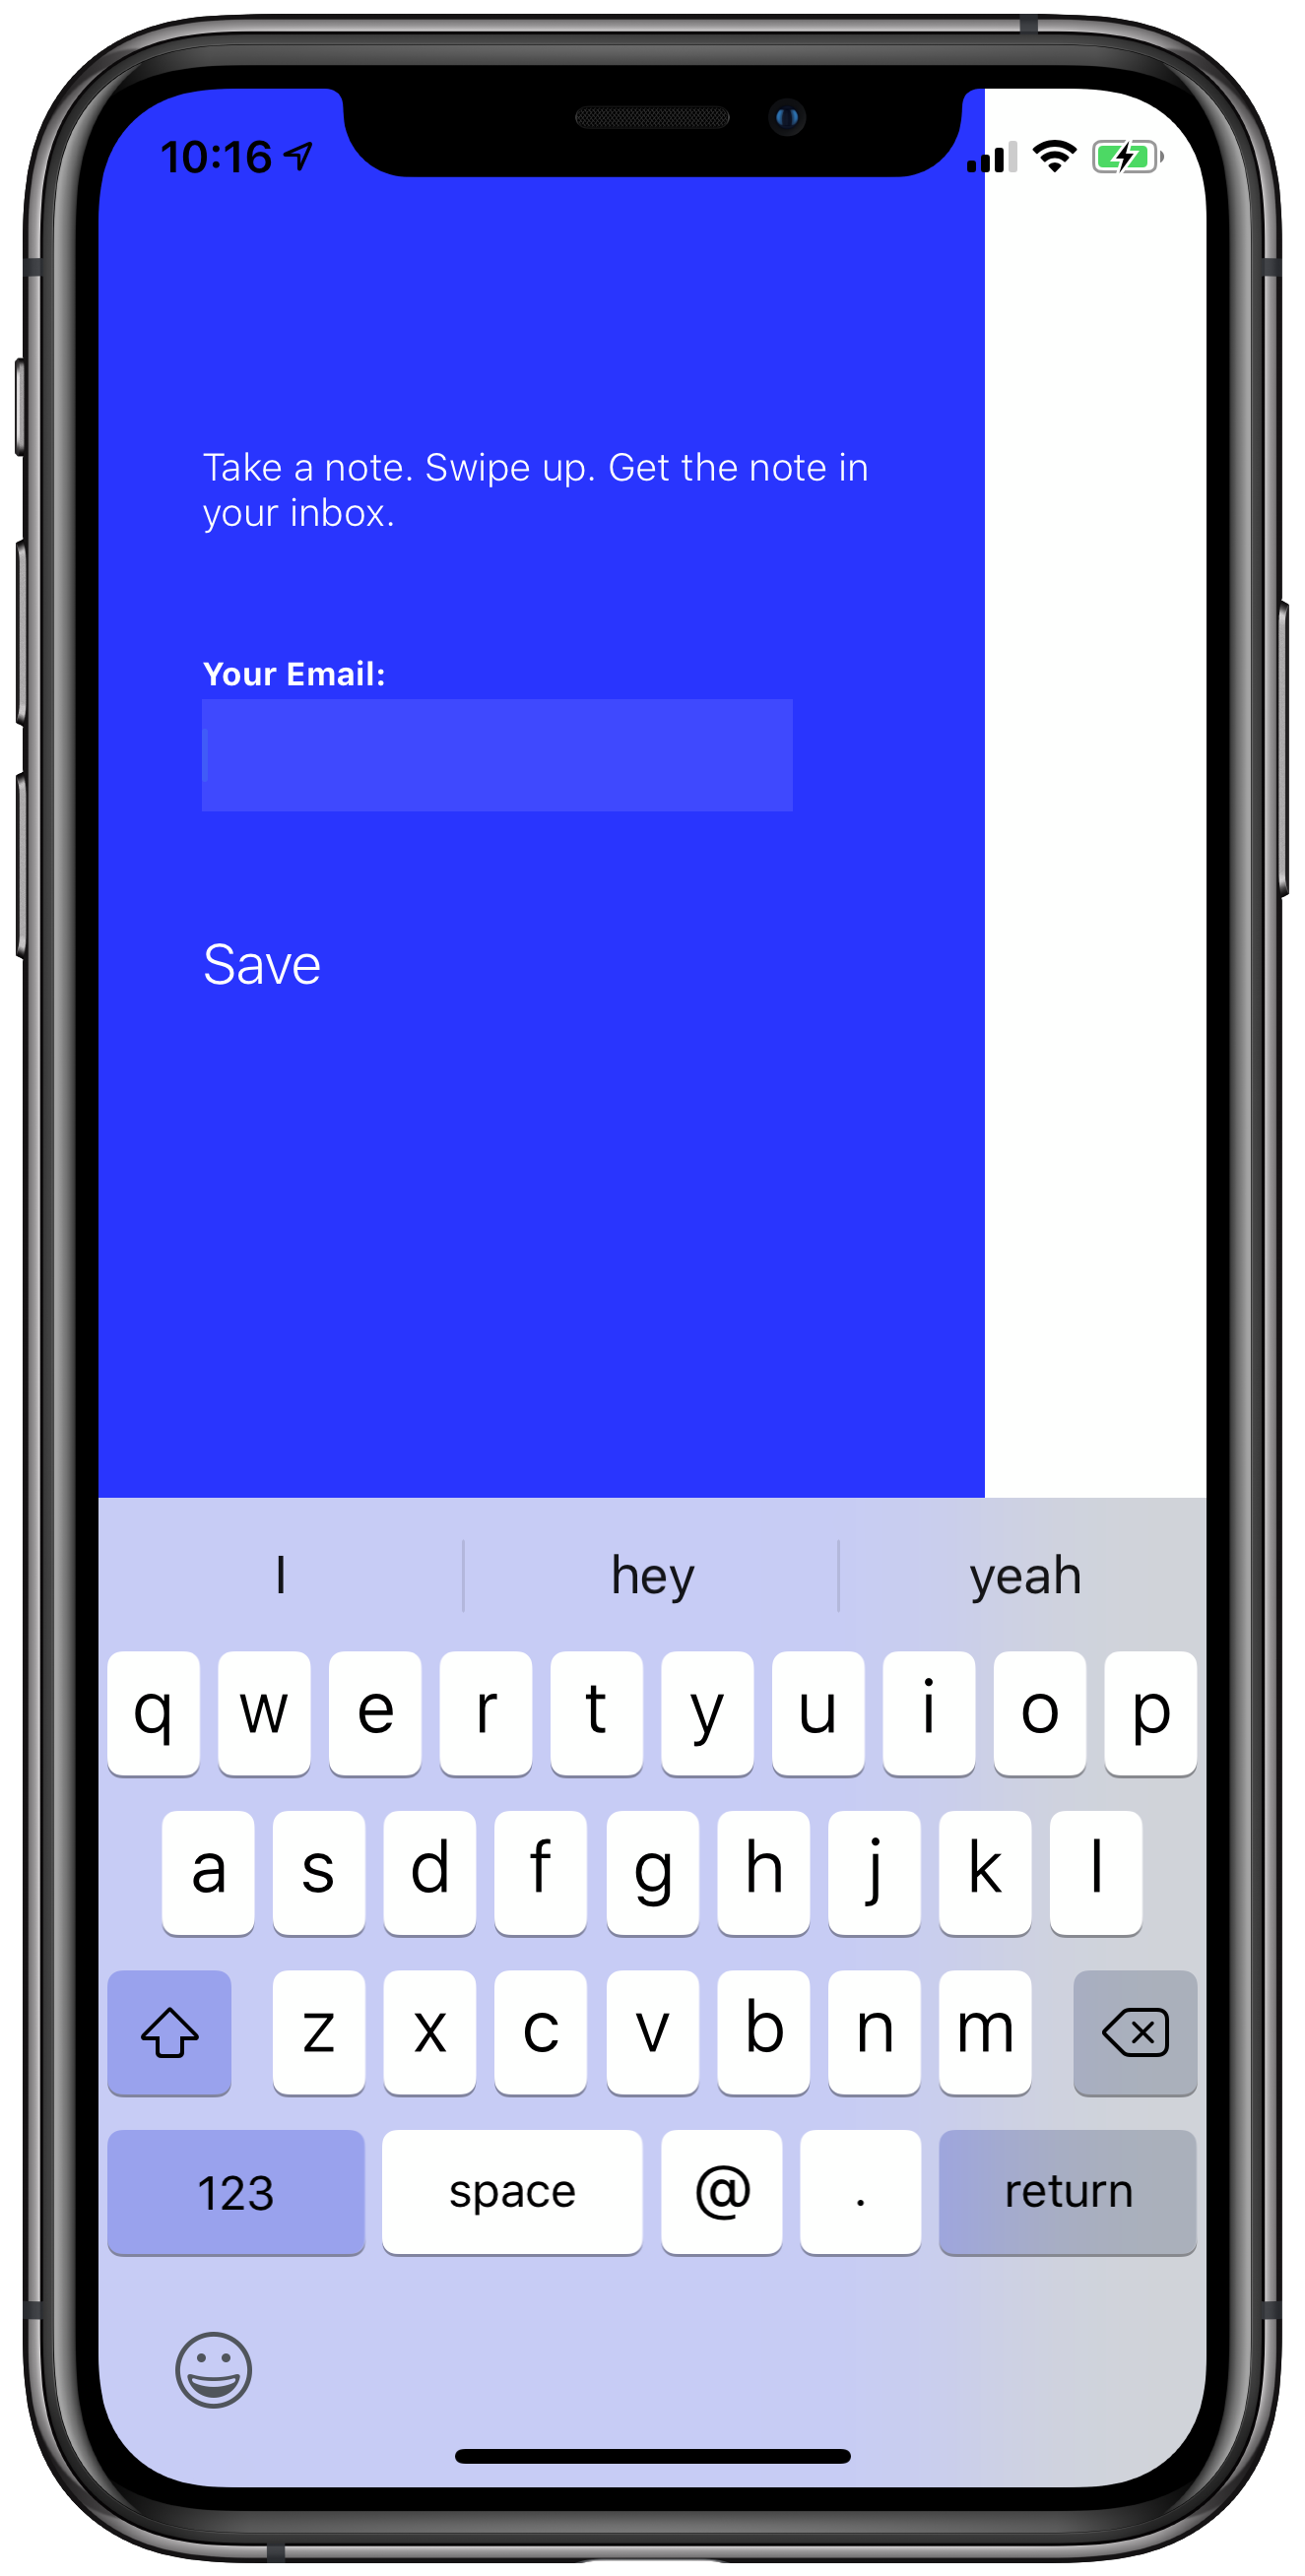 10:16
Take a note. Swipe up. Get the note in
your inbox.
Your Email:
Save
I hey yeah
q w e r t y u i o p
a s d f g h j k l
z x c v b n m
123 space @ . return